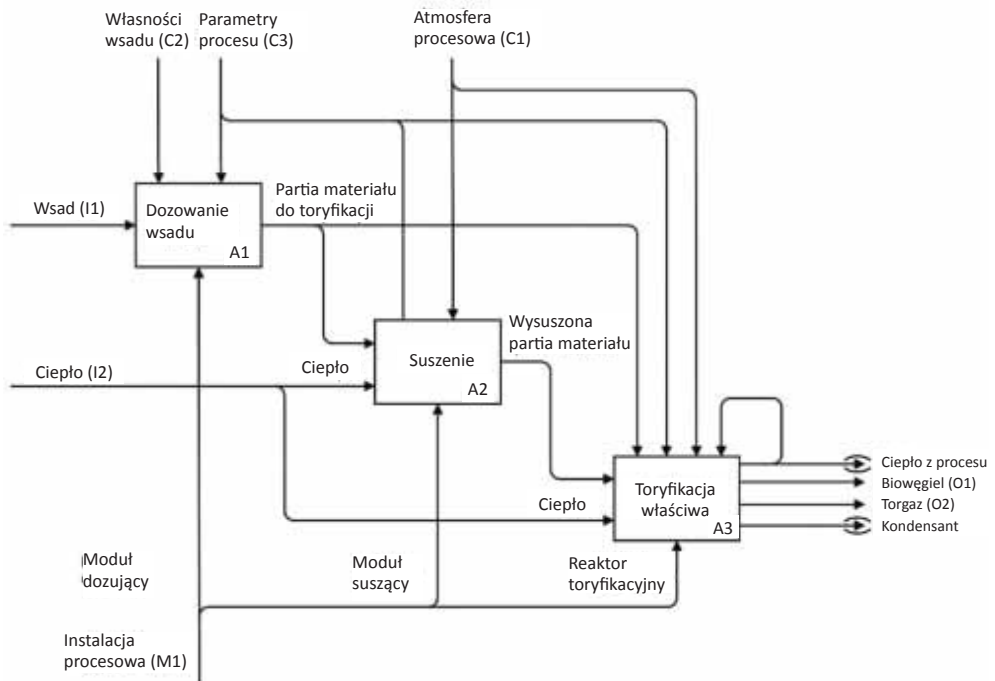 Własności
wsadu (C2)
Parametry
procesu (C3)
Atmosfera
procesowa (C1)
Wsad (I1)
Dozowanie
wsadu
A1
Partia materiału
do toryfikacji
Wysuszona
partia materiału
Ciepło (I2)
Ciepło
Suszenie
A2
Ciepło
Toryfikacja
właściwa
A3
Ciepło z procesu
Biowęgiel (O1)
Torgaz (O2)
Kondensant
Moduł
dozujący
Moduł
suszący
Reaktor
toryfikacyjny
Instalacja
procesowa (M1)